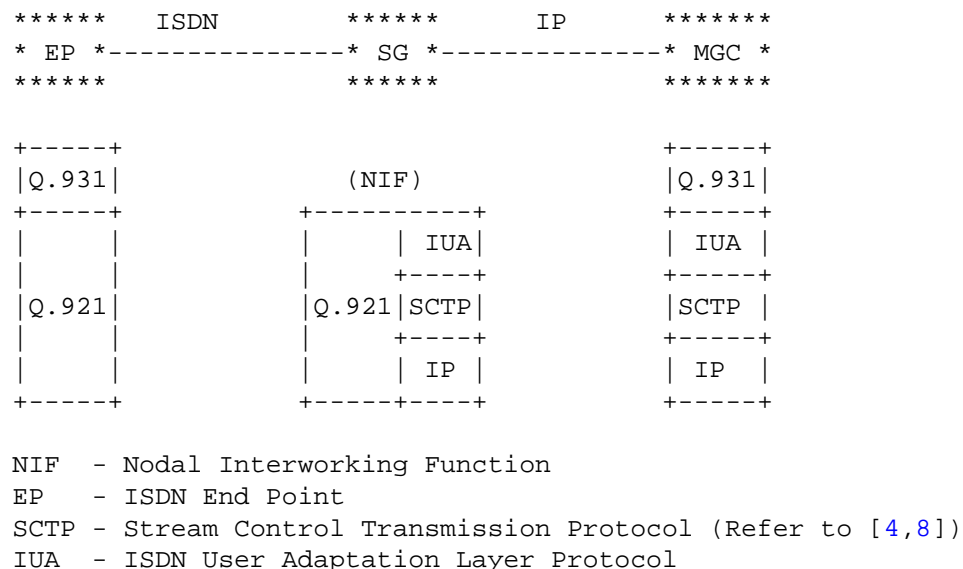 ******     ISDN        ******      IP      *******
* EP *---------------* SG *--------------* MGC *
******               ******              *******

+-----+                                  +-----+
|Q.931|              (NIF)               |Q.931|
+-----+           +----------+           +-----+
|     |           |     | IUA|           | IUA |
|     |           |     +----+           +-----+
|Q.921|           |Q.921|SCTP|           |SCTP |
|     |           |     +----+           +-----+
|     |           |     | IP |           | IP  |
+-----+           +-----+----+           +-----+

NIF  - Nodal Interworking Function
EP   - ISDN End Point
SCTP - Stream Control Transmission Protocol (Refer to [4,8])
IUA  - ISDN User Adaptation Layer Protocol